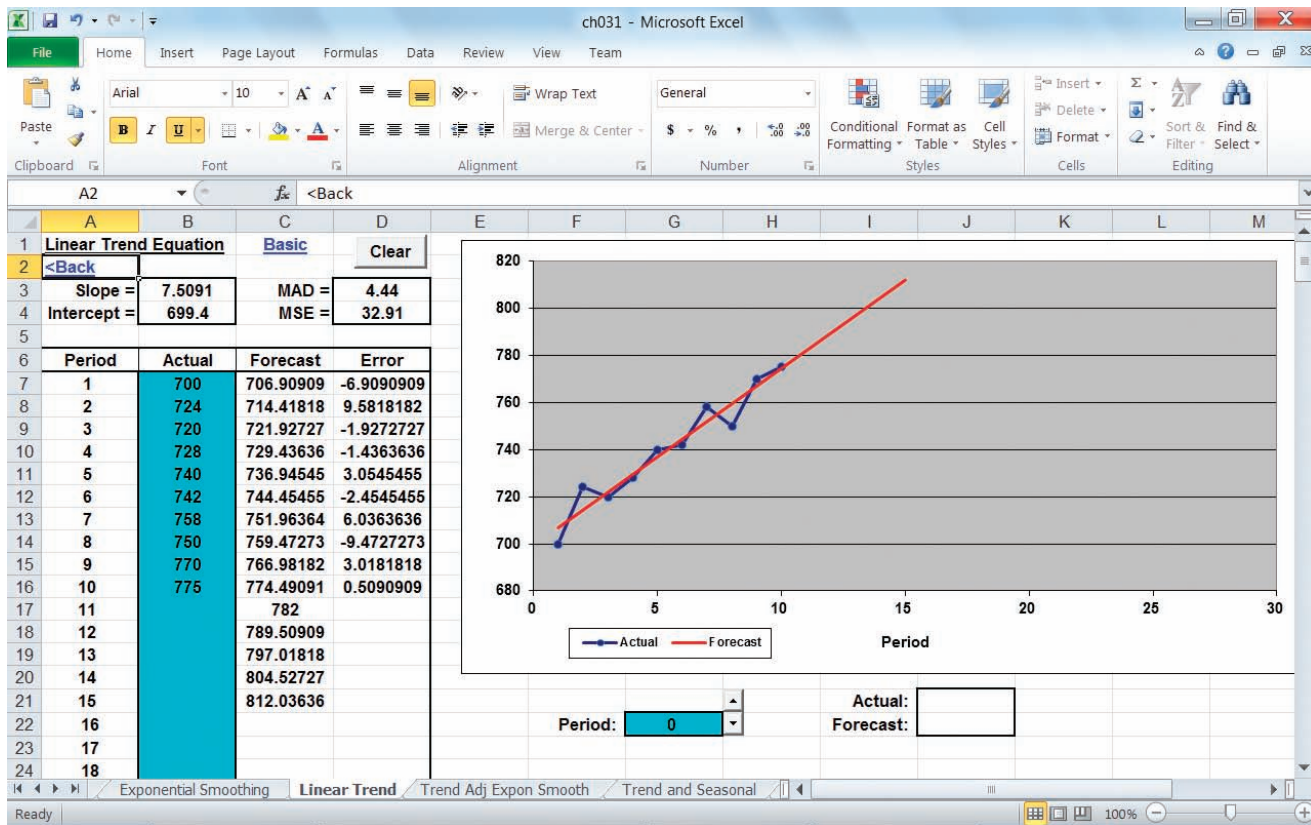 ch031 - Microsoft Excel
File Home Insert Page Layout Formulas Data Review View Team
Paste
Arial 10 A A
B I U A
Wrap Text
Merge & Center
General
$ % , .0 .00 .00 .0
Conditional Formatting
Format as Table
Cell Styles
Insert
Delete
Format
Σ
Sort & Filter
Find & Select
Clipboard Font Alignment Number Styles Cells Editing
A2 fx <Back
A B C D E F G H I J K L M
1 Linear Trend Equation Basic Clear
2 <Back
3 Slope = 7.5091 MAD = 4.44
4 Intercept = 699.4 MSE = 32.91
5
6 Period Actual Forecast Error
7 1 700 706.90909 -6.9090909
8 2 724 714.41818 9.5818182
9 3 720 721.92727 -1.9272727
10 4 728 729.43636 -1.4363636
11 5 740 736.94545 3.0545455
12 6 742 744.45455 -2.4545455
13 7 758 751.96364 6.0363636
14 8 750 759.47273 -9.4727273
15 9 770 766.98182 3.0181818
16 10 775 774.49091 0.5090909
17 11 782
18 12 789.50909
19 13 797.01818
20 14 804.52727
21 15 812.03636
22 16
23 17
24 18
820
800
780
760
740
720
700
680
0 5 10 15 20 25 30
Actual Forecast Period
Actual:
Period: 0 Forecast:
Exponential Smoothing Linear Trend Trend Adj Expon Smooth Trend and Seasonal
Ready 100%